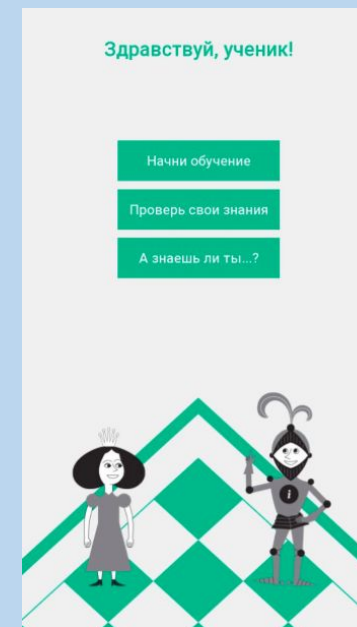 Здравствуй, ученик!
Начни обучение
Проверь свои знания
А знаешь ли ты...?